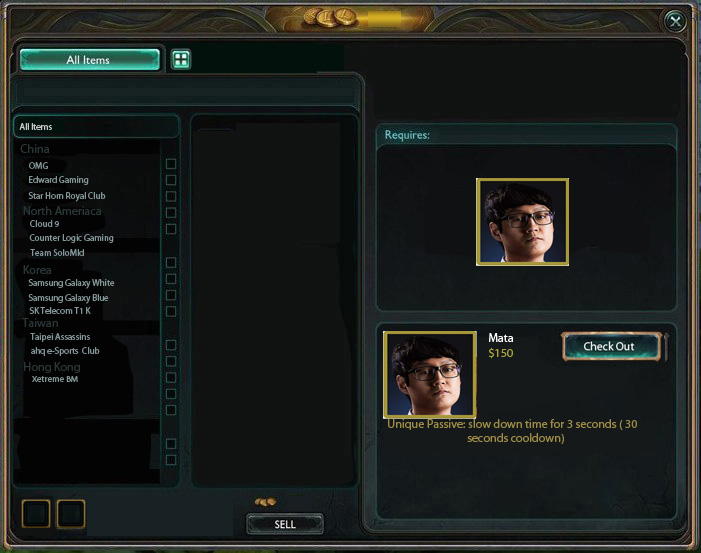 All Items
All Items
China
OMG
Edward Gaming
Star Horn Royal Club
North Ameriaca
Cloud 9
Counter Logic Gaming
Team SoloMId
Korea
Samsung Galaxy White
Samsung Galaxy Blue
SKTelecom T1 K
Taiwan
Taipei Assassins
ahq e-Sports Club
Hong Kong
Xetreme BM
SELL
Requires:
Mata
$150
Check Out
Unique Passive: slow down time for 3 seconds ( 30
seconds cooldown)